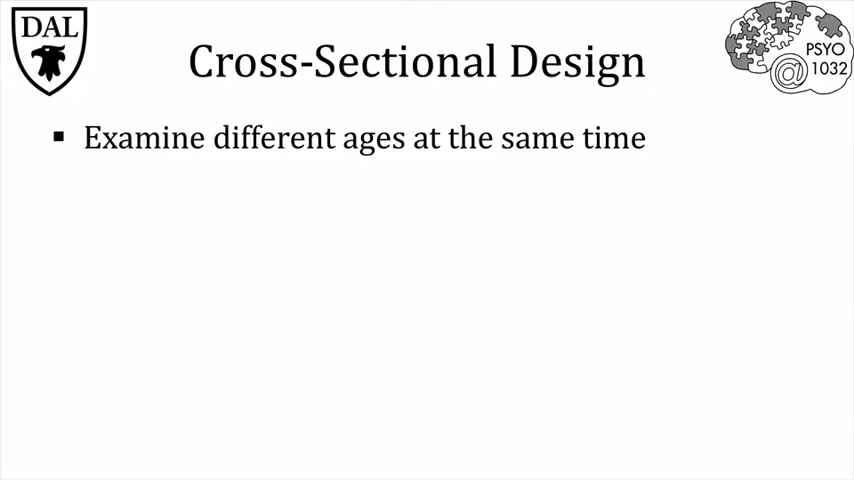 DAL
Cross-Sectional Design
PSYO
1032
▪ Examine different ages at the same time